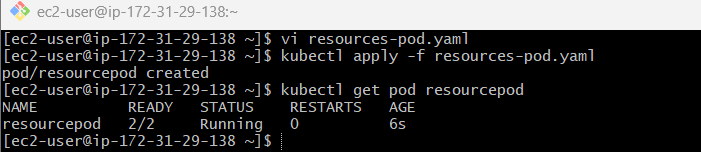 ec2-user@ip-172-31-29-138:~
[ec2-user@ip-172-31-29-138 ~]$ vi resources-pod.yaml
[ec2-user@ip-172-31-29-138 ~]$ kubectl apply -f resources-pod.yaml
pod/resourcepod created
[ec2-user@ip-172-31-29-138 ~]$ kubectl get pod resourcepod
NAME          READY   STATUS    RESTARTS   AGE
resourcepod   2/2     Running   0          6s
[ec2-user@ip-172-31-29-138 ~]$